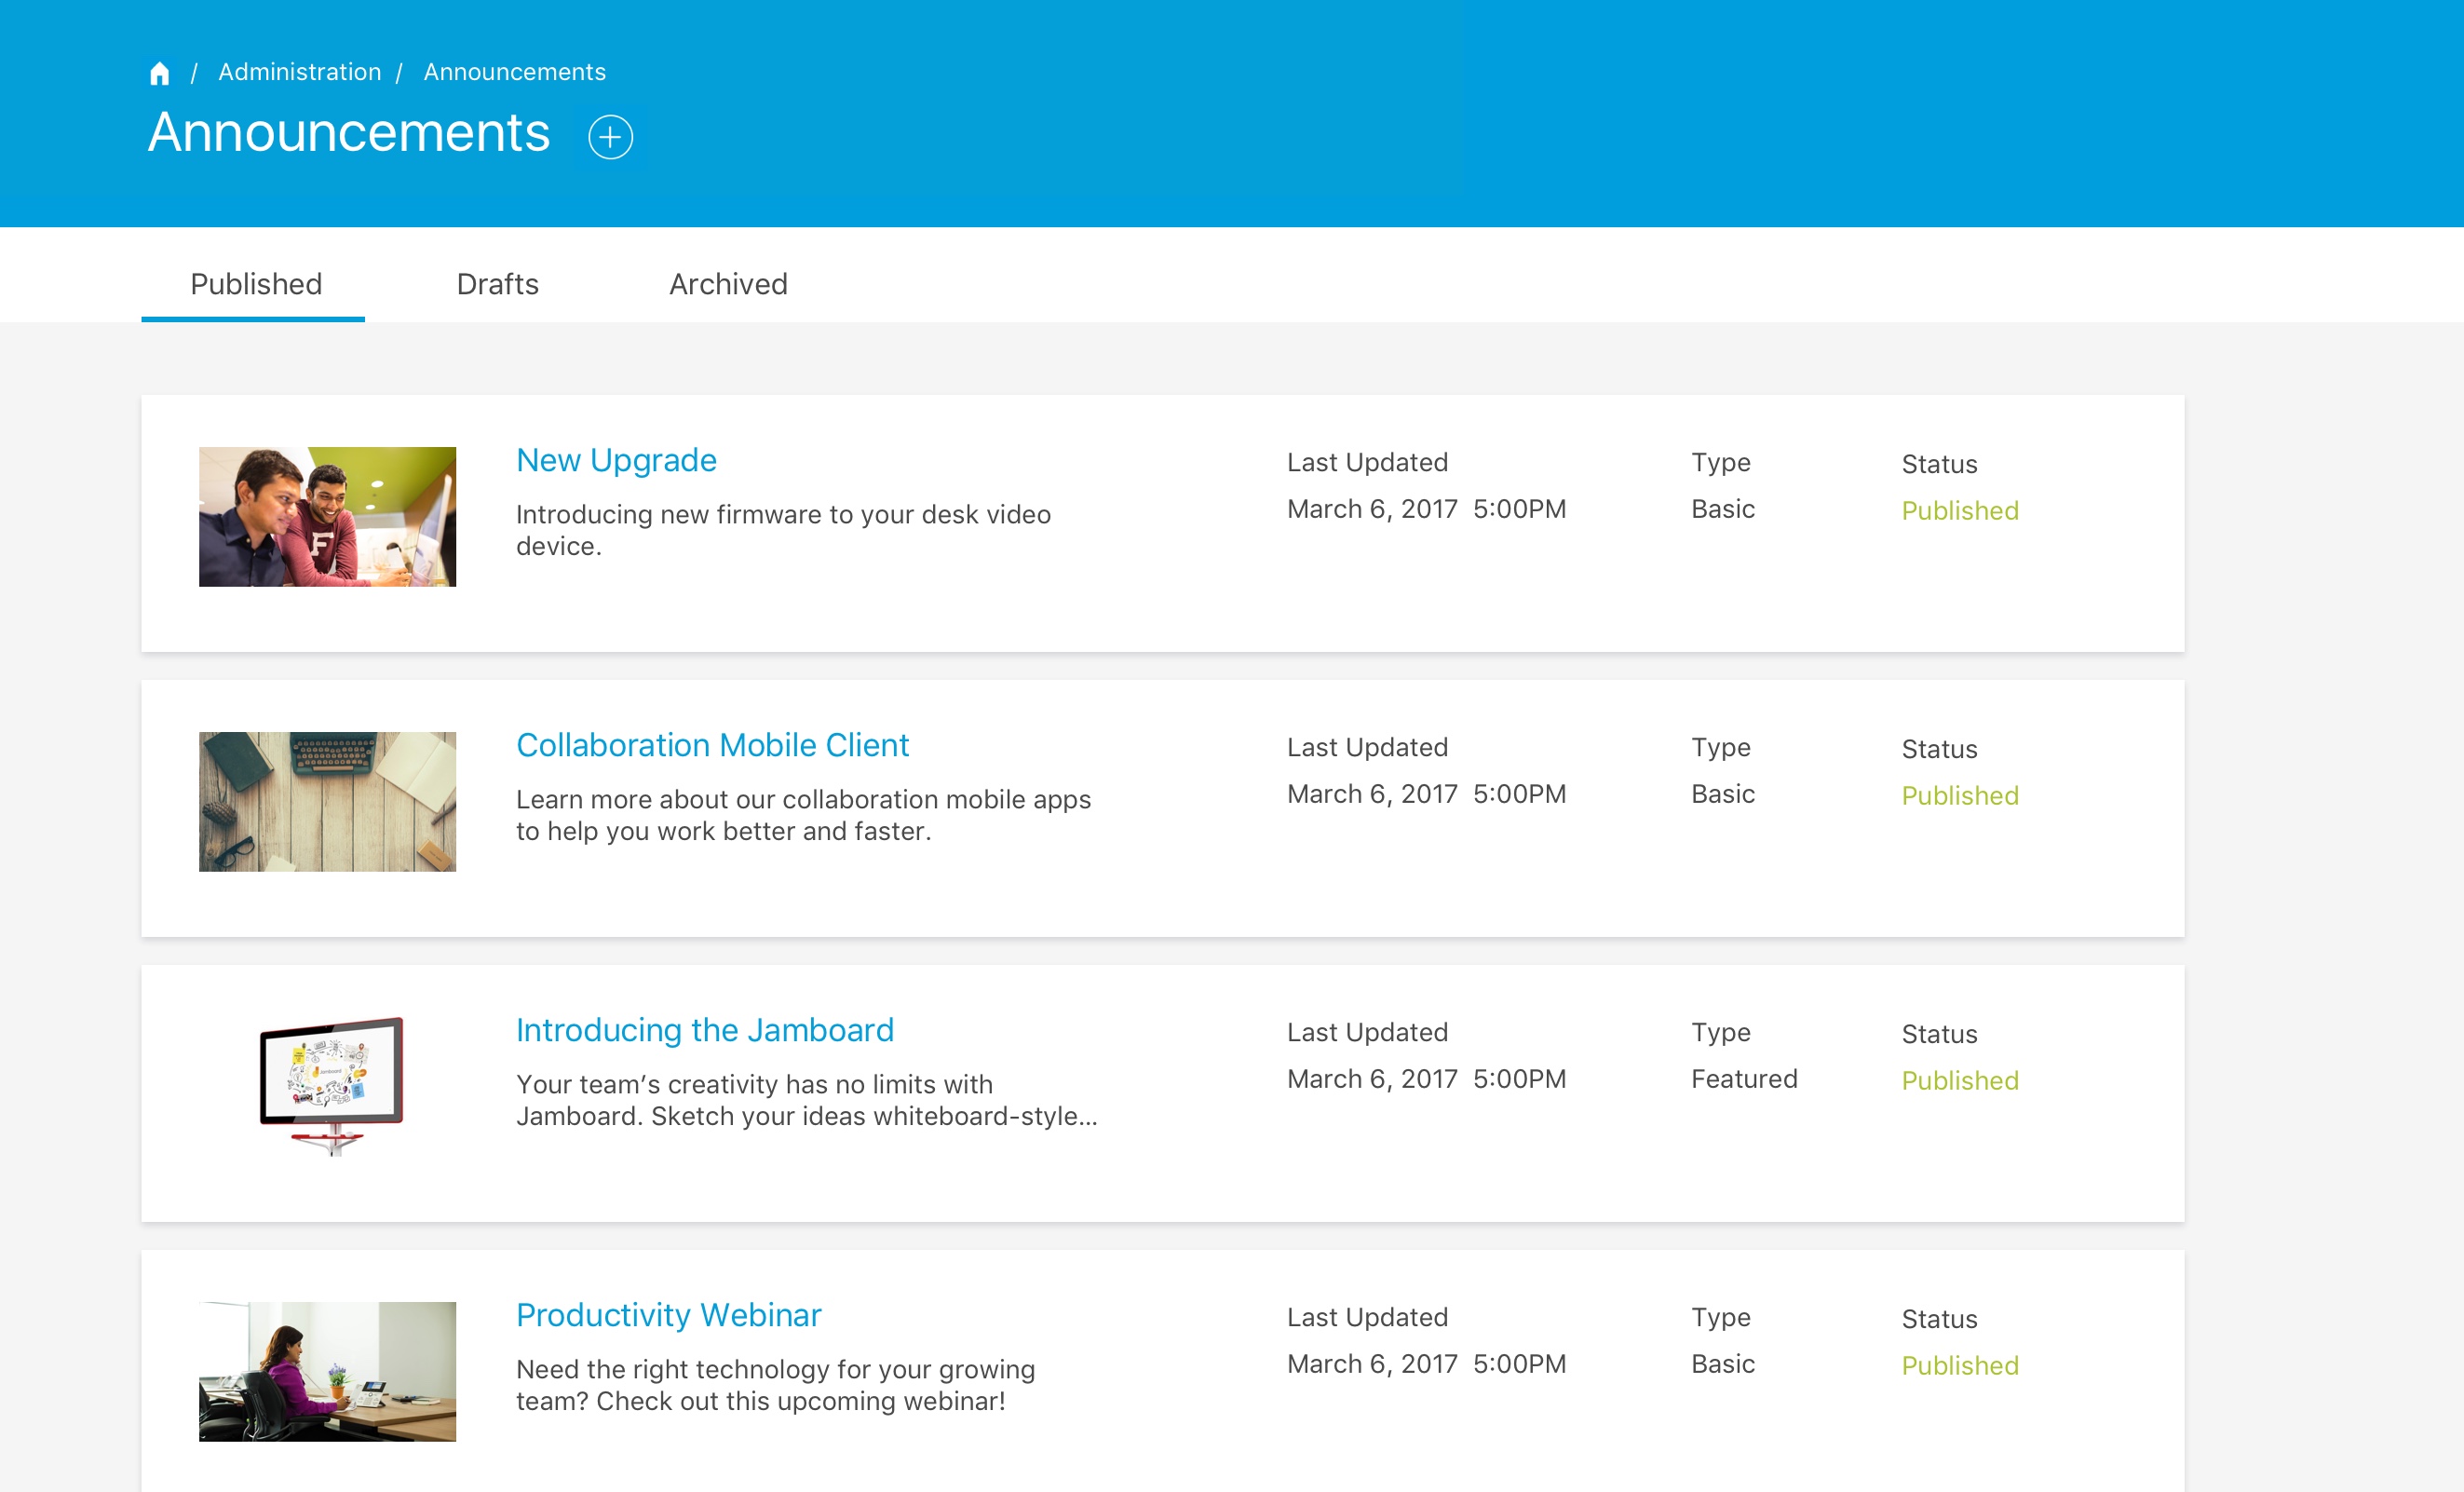 / Administration / Announcements
Announcements
Published Drafts Archived
New Upgrade
Introducing new firmware to your desk video
device.
Last Updated
March 6, 2017 5:00PM
Type
Basic
Status
Published
F
Collaboration Mobile Client
Learn more about our collaboration mobile apps
to help you work better and faster.
Last Updated
March 6, 2017 5:00PM
Type
Basic
Status
Published
Introducing the Jamboard
Your team’s creativity has no limits with
Jamboard. Sketch your ideas whiteboard-style...
Last Updated
March 6, 2017 5:00PM
Type
Featured
Status
Published
Jamboard
Productivity Webinar
Need the right technology for your growing
team? Check out this upcoming webinar!
Last Updated
March 6, 2017 5:00PM
Type
Basic
Status
Published